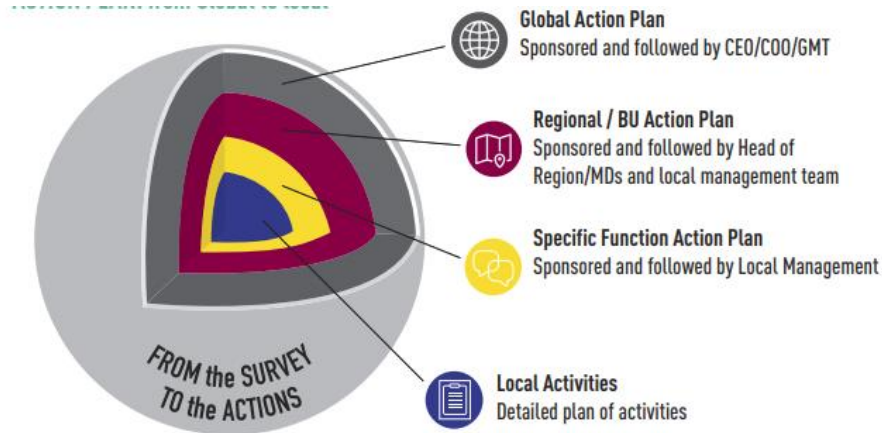 Global Action Plan
Sponsored and followed by CEO/COO/GMT
Regional / BU Action Plan
Sponsored and followed by Head of
Region/MDs and local management team
Specific Function Action Plan
Sponsored and followed by Local Management
Local Activities
Detailed plan of activities
FROM the SURVEY
TO the ACTIONS